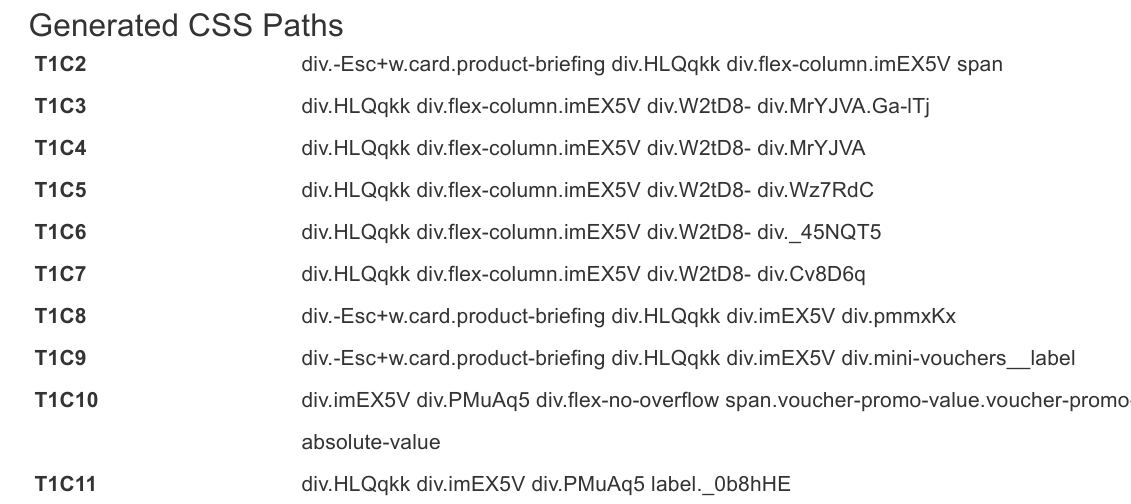 Generated CSS Paths
T1C2 div.-Esc+w.card.product-briefing div.HLQqkk div.flex-column.imEX5V span
T1C3 div.HLQqkk div.flex-column.imEX5V div.W2tD8- div.MrYJVA.Ga-lTj
T1C4 div.HLQqkk div.flex-column.imEX5V div.W2tD8- div.MrYJVA
T1C5 div.HLQqkk div.flex-column.imEX5V div.W2tD8- div.Wz7RdC
T1C6 div.HLQqkk div.flex-column.imEX5V div.W2tD8- div._45NQT5
T1C7 div.HLQqkk div.flex-column.imEX5V div.W2tD8- div.Cv8D6q
T1C8 div.-Esc+w.card.product-briefing div.HLQqkk div.imEX5V div.pmmxKx
T1C9 div.-Esc+w.card.product-briefing div.HLQqkk div.imEX5V div.mini-vouchers__label
T1C10 div.imEX5V div.PMuAq5 div.flex-no-overflow span.voucher-promo-value.voucher-promo-
absolute-value
T1C11 div.HLQqkk div.imEX5V div.PMuAq5 label._0b8hHE